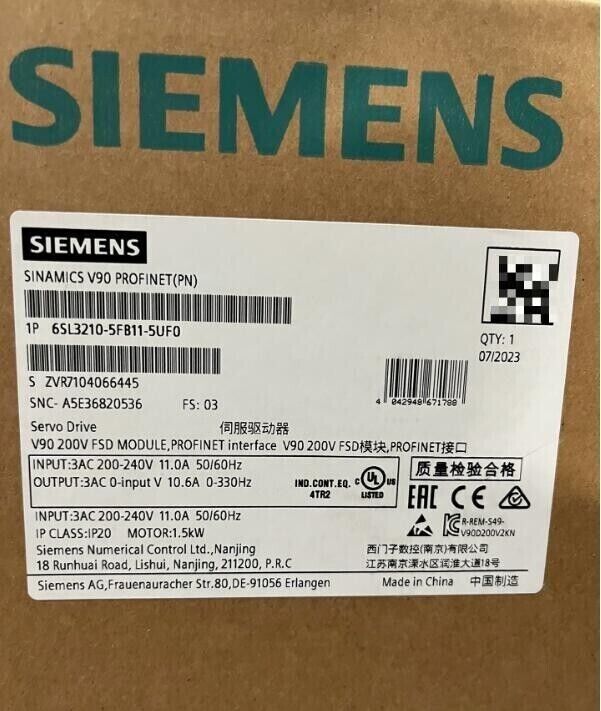 SIEMENS
SIEMENS
SINAMICS V90 PROFINET(PN)
1P 6SL3210-5FB11-5UF0
QTY: 1
07/2023
S ZVR7104066445
SNC- A5E36820536 FS: 03
4 042948 671788
Servo Drive 伺服驱动器
V90 200V FSD MODULE,PROFINET interface V90 200V FSD模块,PROFINET接口
INPUT:3AC 200-240V 11.0A 50/60Hz
OUTPUT:3AC 0-input V 10.6A 0-330Hz
IND.CONT.EQ.
4TR2
C UL US
LISTED
质量检验合格
EAC CE
INPUT:3AC 200-240V 11.0A 50/60Hz
IP CLASS:IP20 MOTOR:1.5kW
R-REM-S49-
V90D200V2KN
Siemens Numerical Control Ltd.,Nanjing
18 Runhuai Road, Lishui, Nanjing, 211200, P.R.C
西门子数控(南京)有限公司
江苏南京溧水区润淮大道18号
Siemens AG,Frauenauracher Str.80,DE-91056 Erlangen
Made in China 中国制造